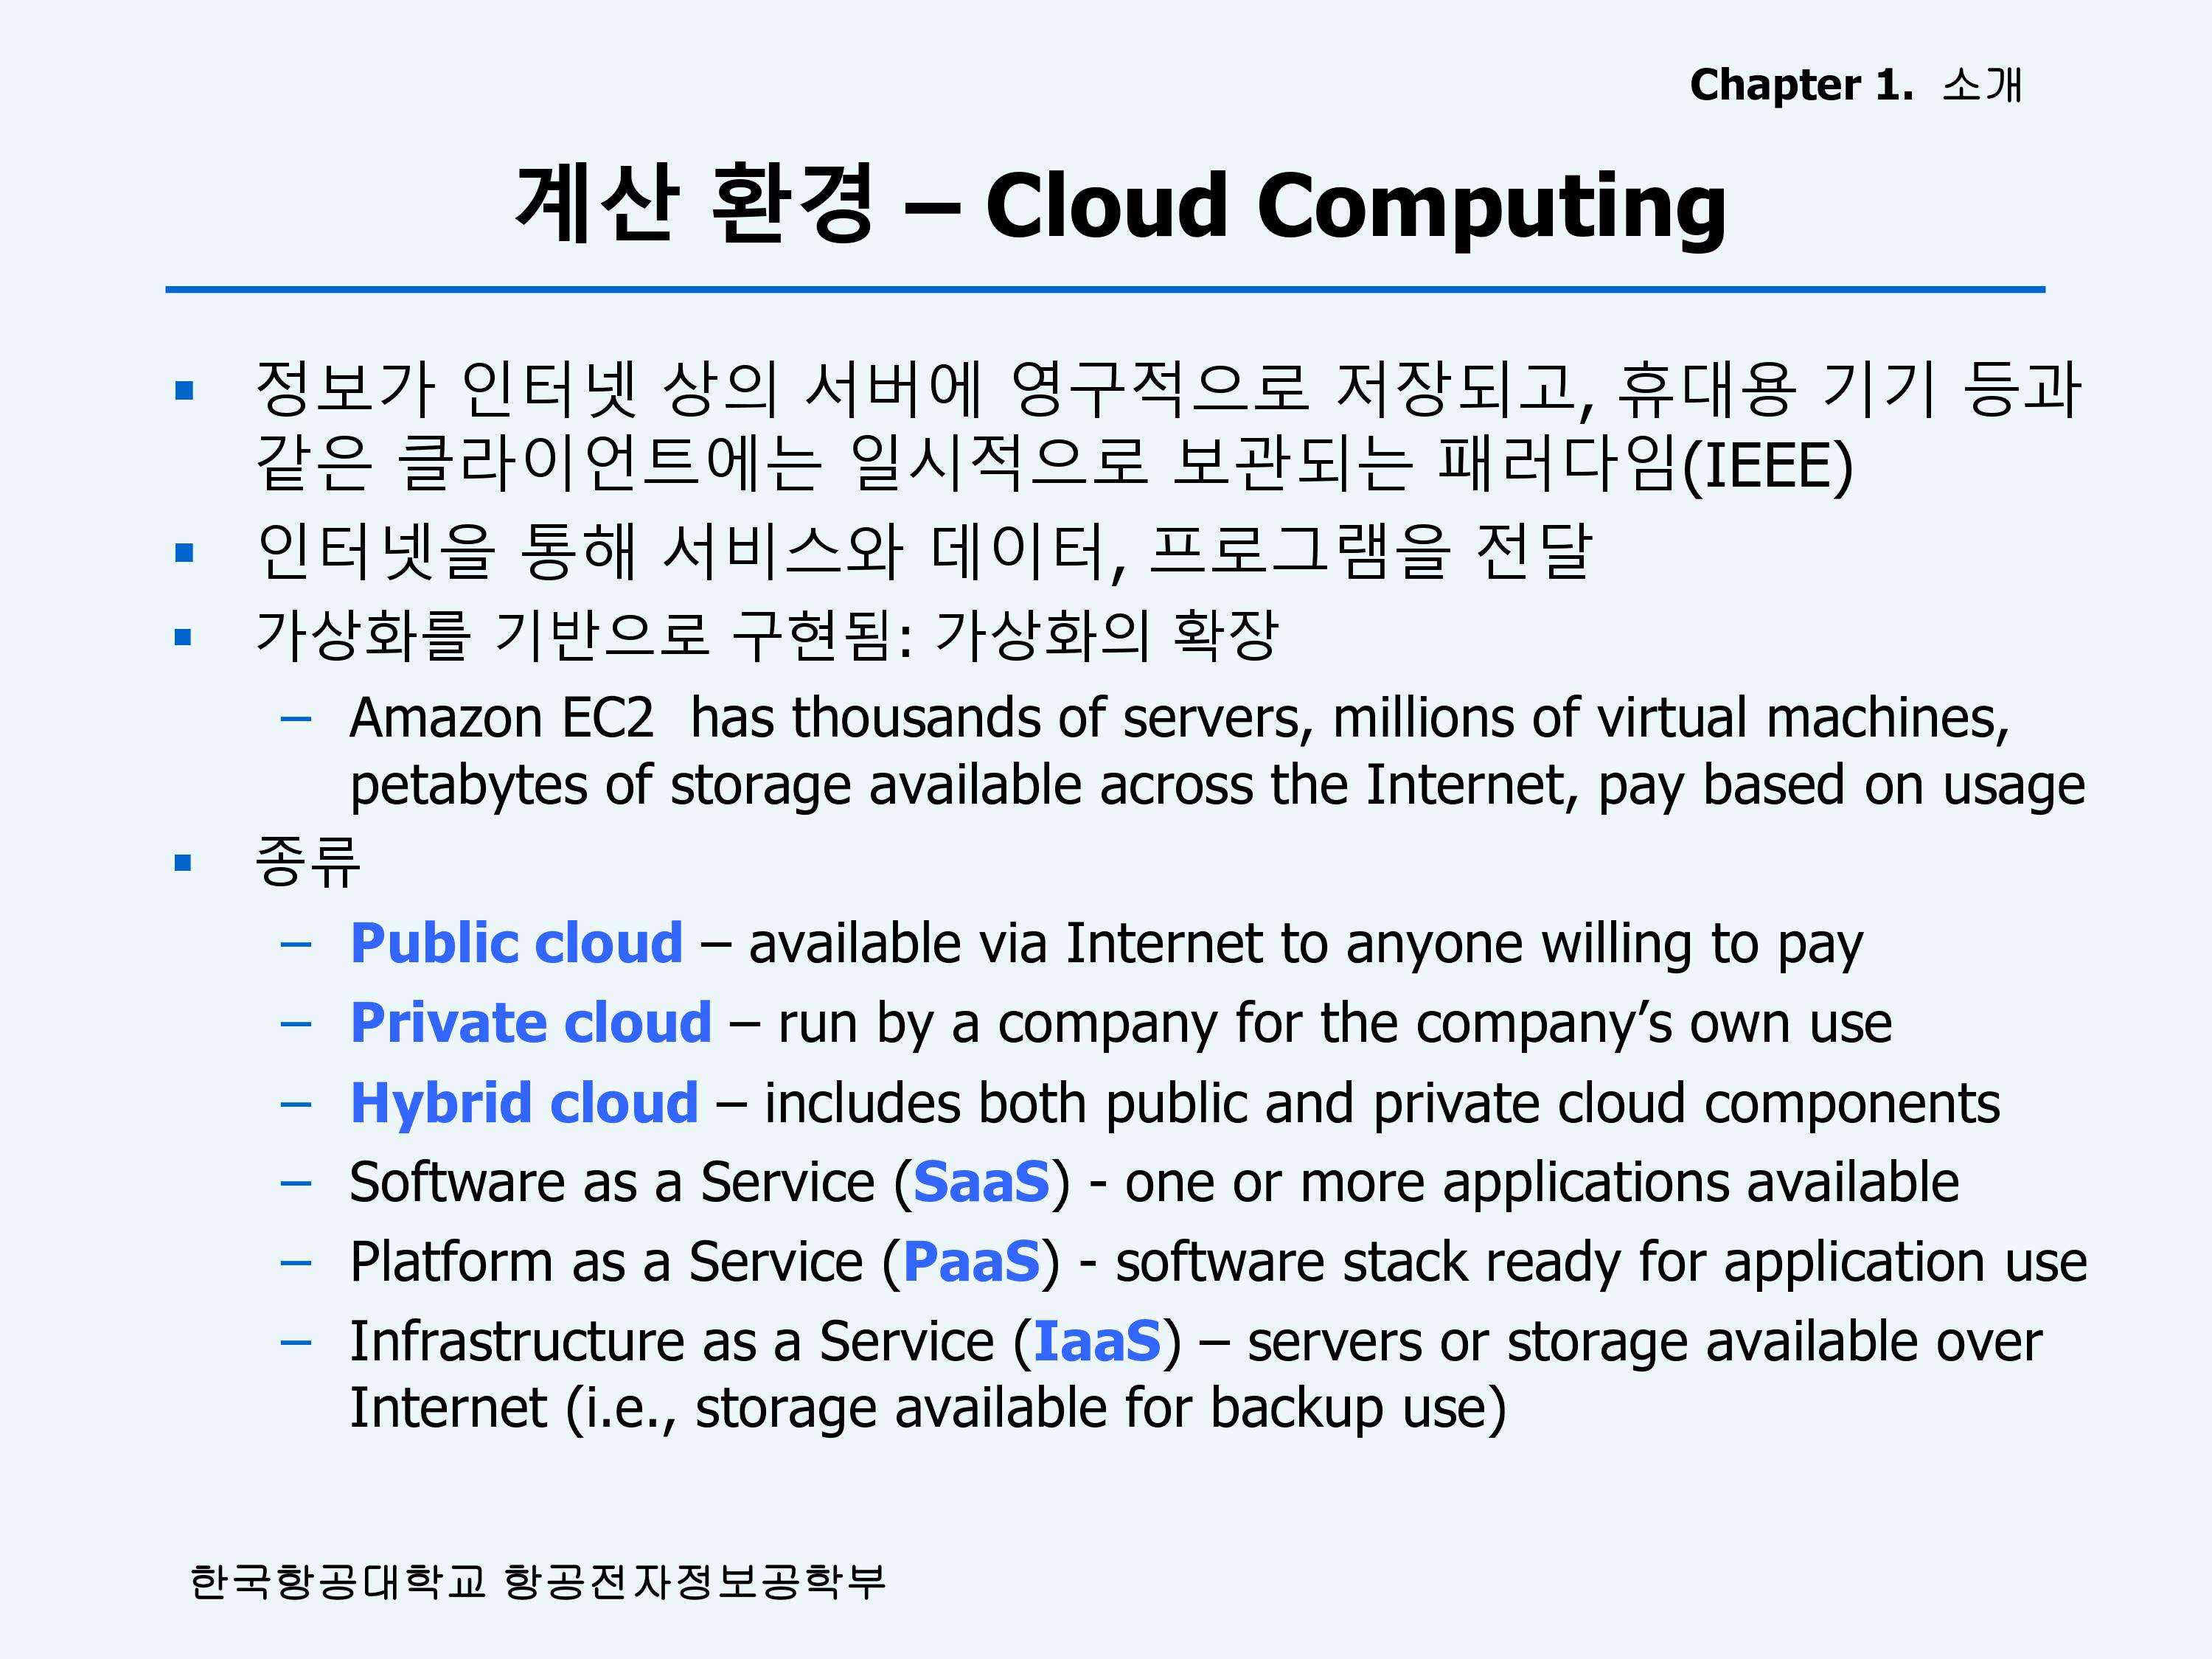 Chapter 1. 소개
계산 환경 – Cloud Computing
▪ 정보가 인터넷 상의 서버에 영구적으로 저장되고, 휴대용 기기 등과
같은 클라이언트에는 일시적으로 보관되는 패러다임(IEEE)
▪ 인터넷을 통해 서비스와 데이터, 프로그램을 전달
▪ 가상화를 기반으로 구현됨: 가상화의 확장
– Amazon EC2  has thousands of servers, millions of virtual machines,
petabytes of storage available across the Internet, pay based on usage
▪ 종류
– Public cloud – available via Internet to anyone willing to pay
– Private cloud – run by a company for the company’s own use
– Hybrid cloud – includes both public and private cloud components
– Software as a Service (SaaS) - one or more applications available
– Platform as a Service (PaaS) - software stack ready for application use
– Infrastructure as a Service (IaaS) – servers or storage available over
Internet (i.e., storage available for backup use)
한국항공대학교 항공전자정보공학부